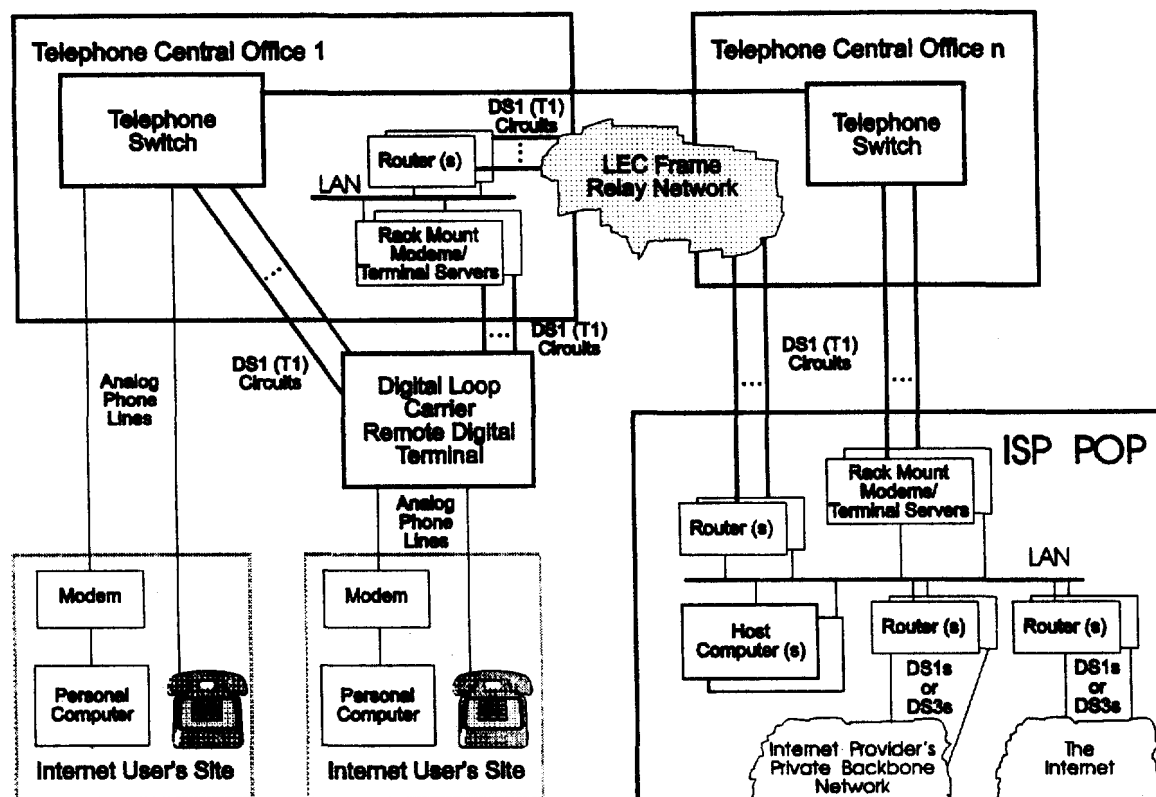 Telephone Central Office 1
Telephone
Switch
DS1 (T1)
Circuits
Router (s)
LAN
Rack Mount
Modems/
Terminal Servers
LEC Frame
Relay Network
Telephone Central Office n
Telephone
Switch
DS1 (T1)
Circuits
DS1 (T1)
Circuits
DS1 (T1)
Circuits
Analog
Phone
Lines
Digital Loop
Carrier
Remote Digital
Terminal
Analog
Phone
Lines
Modem
Personal
Computer
Internet User's Site
Modem
Personal
Computer
Internet User's Site
ISP POP
Rack Mount
Modems/
Terminal Servers
Router (s)
LAN
Host
Computer (s)
Router (s)
Router (s)
DS1s
or
DS3s
DS1s
or
DS3s
Internet Provider's
Private Backbone
Network
The
Internet